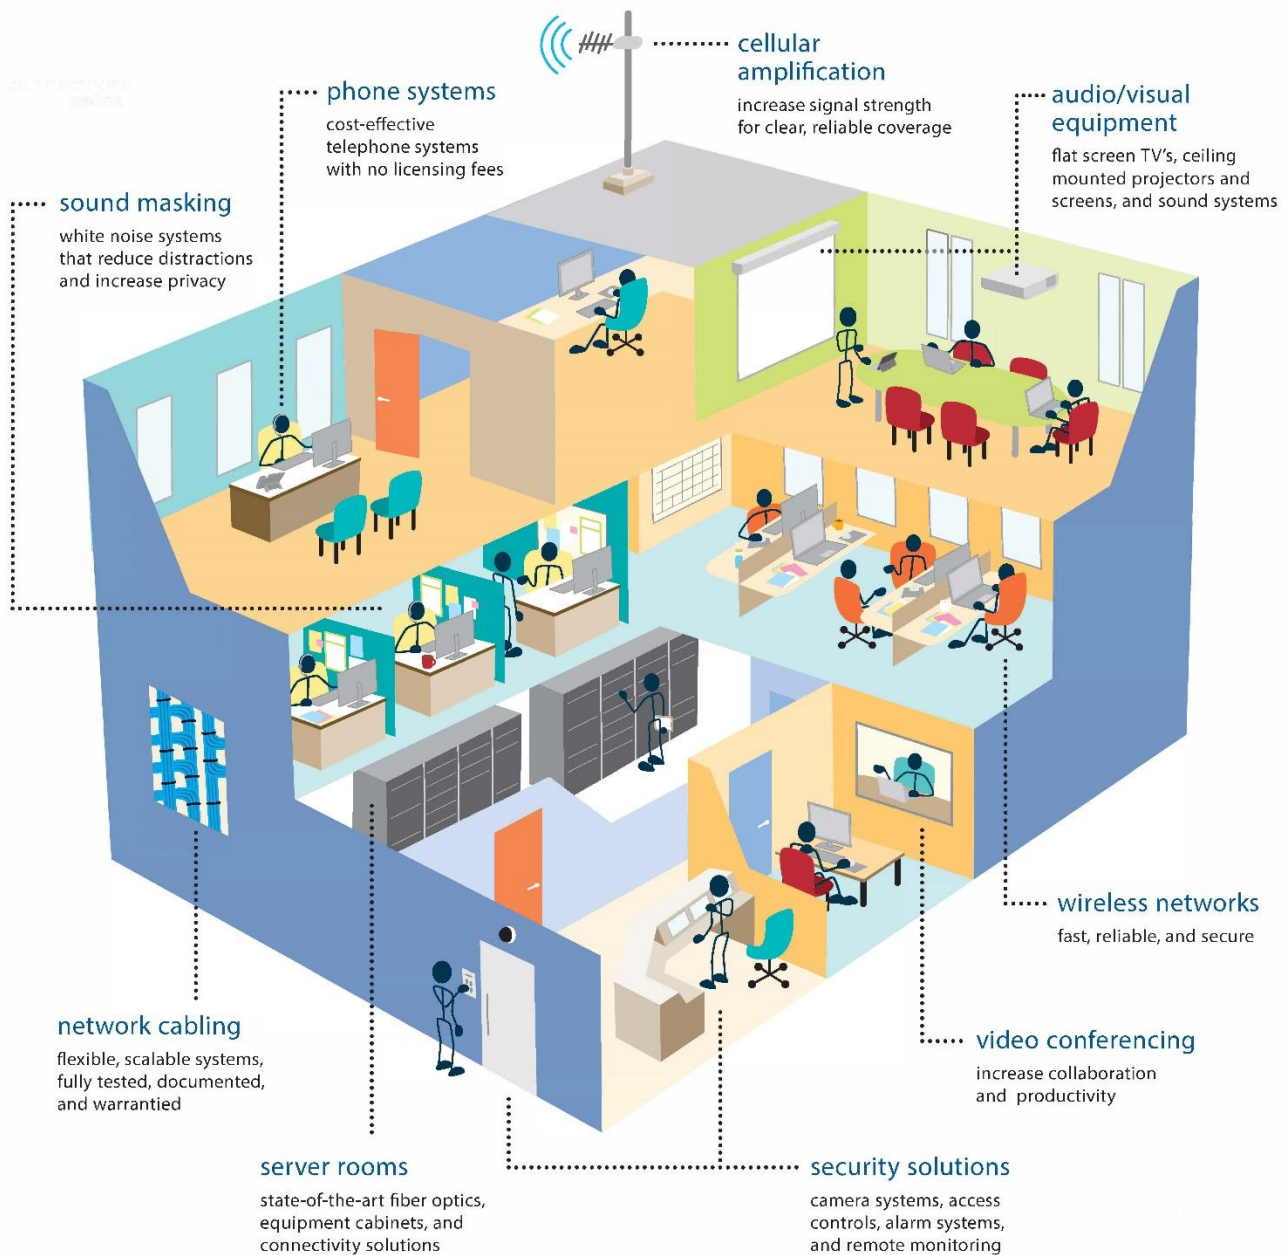 cellular
amplification
increase signal strength
for clear, reliable coverage
phone systems
cost-effective
telephone systems
with no licensing fees
audio/visual
equipment
flat screen TV's, ceiling
mounted projectors and
screens, and sound systems
sound masking
white noise systems
that reduce distractions
and increase privacy
wireless networks
fast, reliable, and secure
network cabling
flexible, scalable systems,
fully tested, documented,
and warrantied
video conferencing
increase collaboration
and productivity
server rooms
state-of-the-art fiber optics,
equipment cabinets, and
connectivity solutions
security solutions
camera systems, access
controls, alarm systems,
and remote monitoring